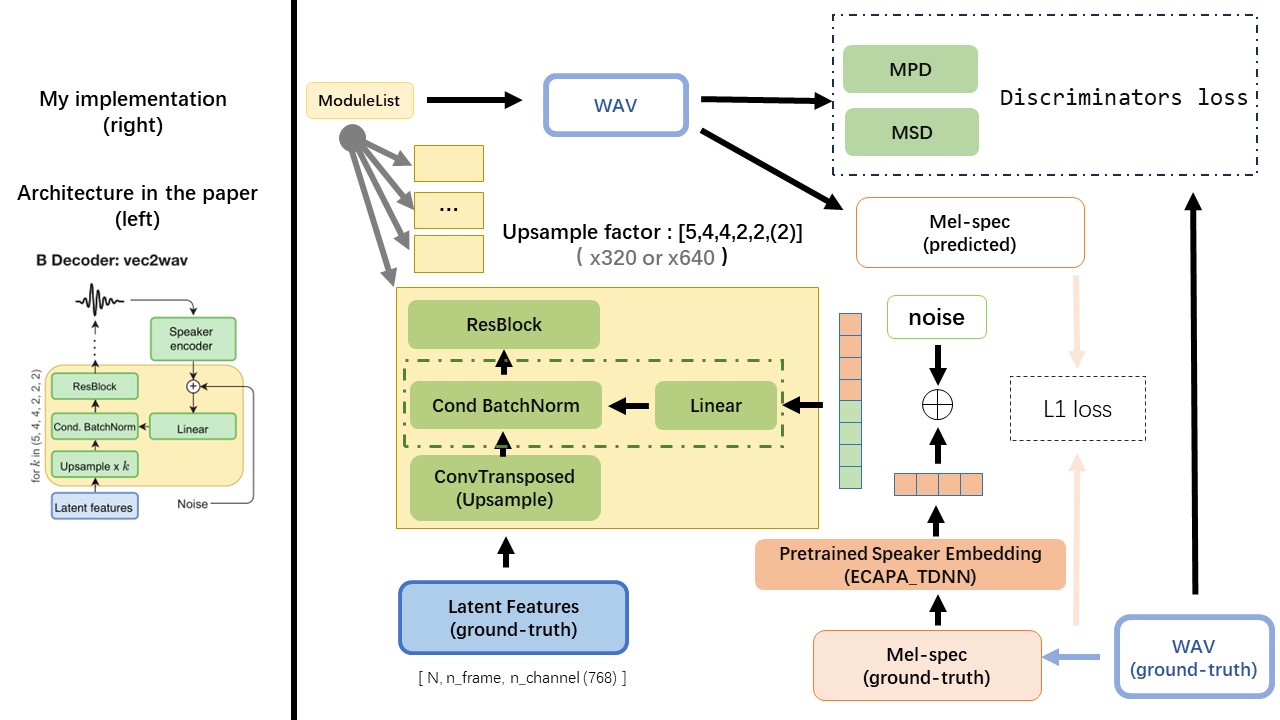 My implementation
(right)
Architecture in the paper
(left)
B Decoder: vec2wav
Speaker
encoder
ResBlock
+
Cond. BatchNorm
Linear
Upsample x k
Latent features
Noise
for k in (5, 4, 4, 2, 2, 2)
ModuleList
WAV
MPD
MSD
Discriminators loss
...
Upsample factor : [5,4,4,2,2,(2)]
( x320 or x640 )
Mel-spec
(predicted)
ResBlock
noise
Cond BatchNorm
Linear
L1 loss
ConvTransposed
(Upsample)
Pretrained Speaker Embedding
(ECAPA_TDNN)
Latent Features
(ground-truth)
[ N, n_frame, n_channel (768) ]
Mel-spec
(ground-truth)
WAV
(ground-truth)